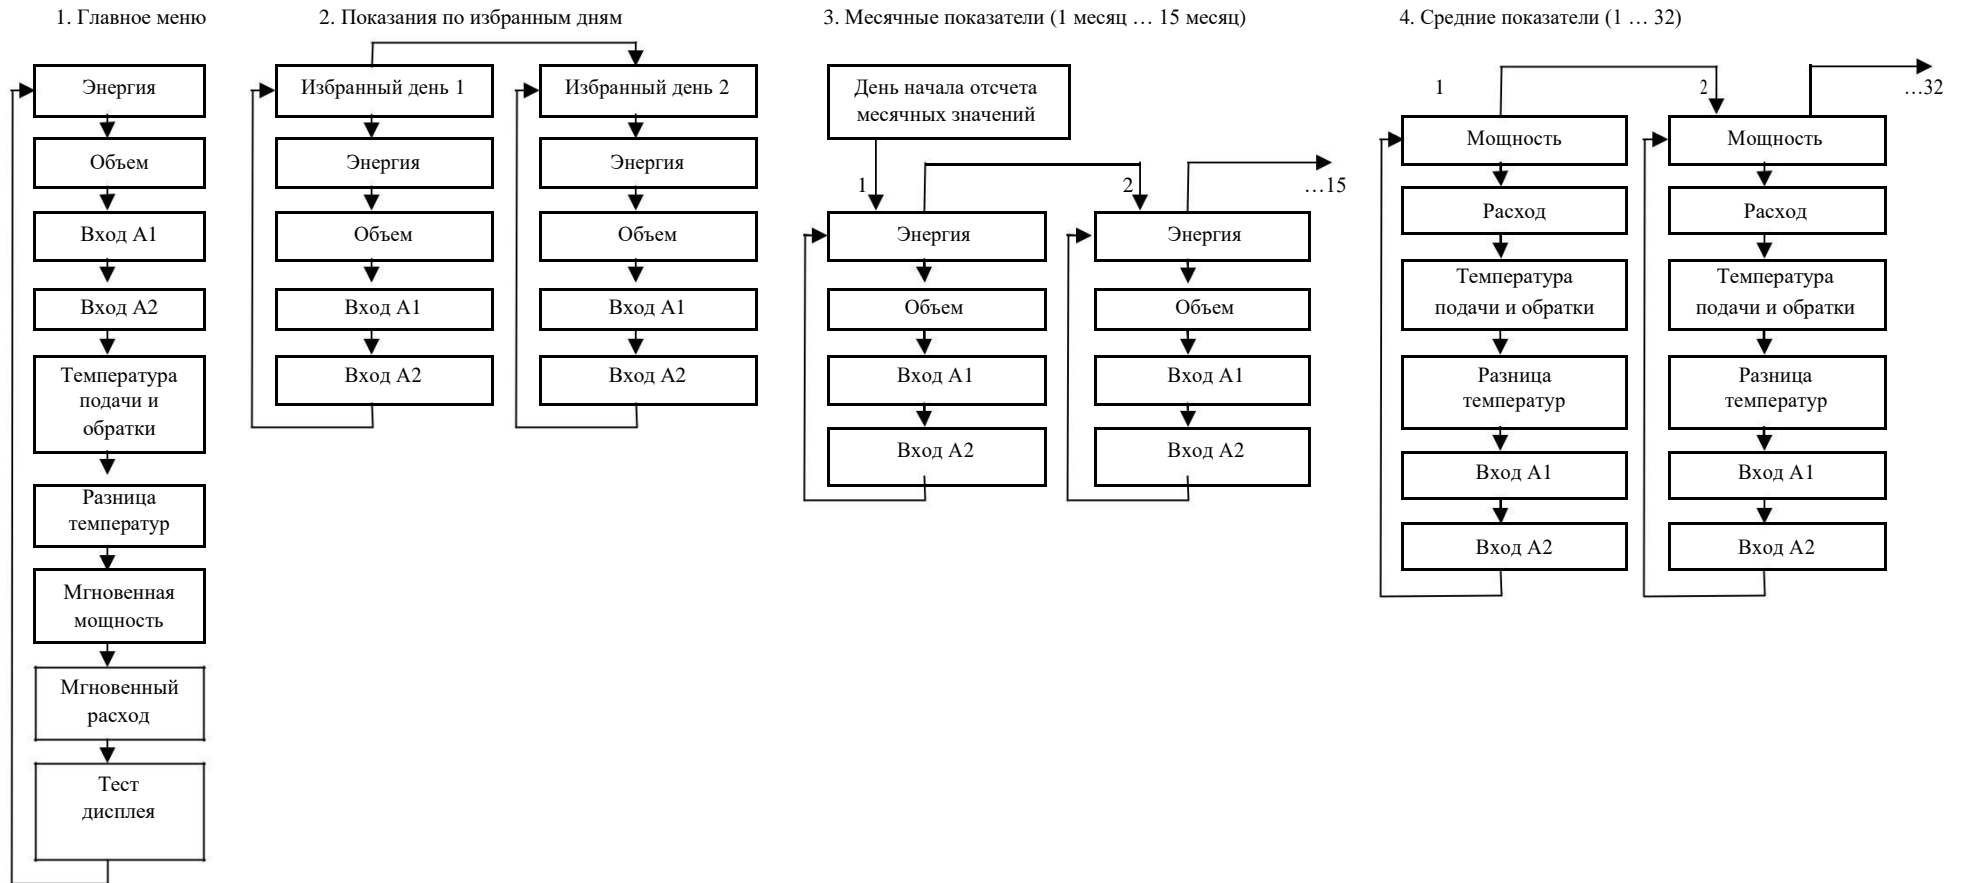 1. Главное меню
Энергия
Объем
Вход А1
Вход А2
Температура
подачи и
обратки
Разница
температур
Мгновенная
мощность
Мгновенный
расход
Тест
дисплея
2. Показания по избранным дням
Избранный день 1
Энергия
Объем
Вход А1
Вход А2
Избранный день 2
Энергия
Объем
Вход А1
Вход А2
3. Месячные показатели (1 месяц … 15 месяц)
День начала отсчета
месячных значений
1
Энергия
Объем
Вход А1
Вход А2
2
Энергия
Объем
Вход А1
Вход А2
…15
4. Средние показатели (1 … 32)
1
Мощность
Расход
Температура
подачи и обратки
Разница
температур
Вход А1
Вход А2
2
Мощность
Расход
Температура
подачи и обратки
Разница
температур
Вход А1
Вход А2
…32